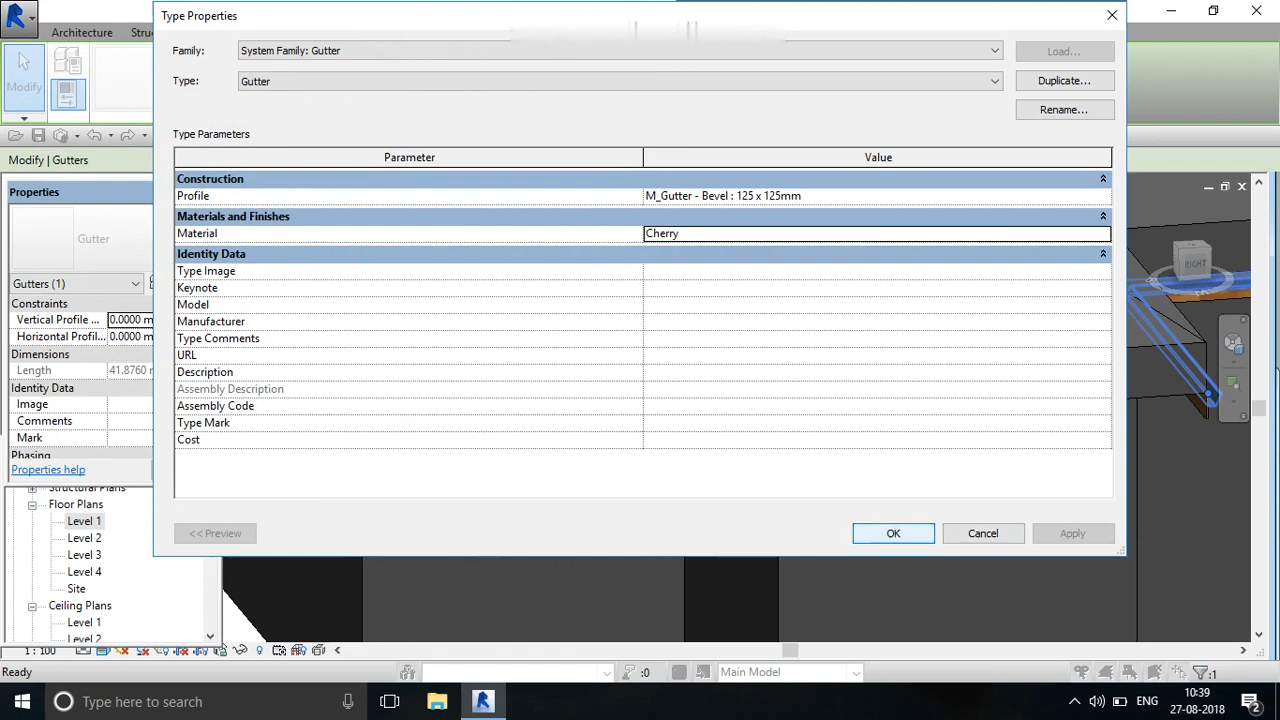 Type Properties
Architecture
Modify
Modify | Gutters
Properties
Gutter
Gutters (1)
Constraints
Vertical Profile ...
0.0000 m
Horizontal Profil...
0.0000 m
Dimensions
Length
41.8760 m
Identity Data
Image
Comments
Mark
Phasing
Properties help
Floor Plans
Level 1
Level 2
Level 3
Level 4
Site
Ceiling Plans
Level 1
Level 2
Family:
System Family: Gutter
Load...
Type:
Gutter
Duplicate...
Rename...
Type Parameters
Parameter
Value
Construction
Profile
M_Gutter - Bevel : 125 x 125mm
Materials and Finishes
Material
Cherry
Identity Data
Type Image
Keynote
Model
Manufacturer
Type Comments
URL
Description
Assembly Description
Assembly Code
Type Mark
Cost
<< Preview
OK
Cancel
Apply
RIGHT
1 : 100
Ready
:0
Main Model
:1
Type here to search
ENG
10:39
27-08-2018
2